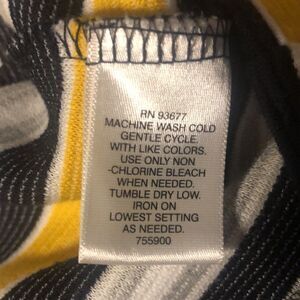 RN 93677
MACHINE WASH COLD
GENTLE CYCLE.
WITH LIKE COLORS.
USE ONLY NON
-CHLORINE BLEACH
WHEN NEEDED.
TUMBLE DRY LOW.
IRON ON
LOWEST SETTING
AS NEEDED.
755900